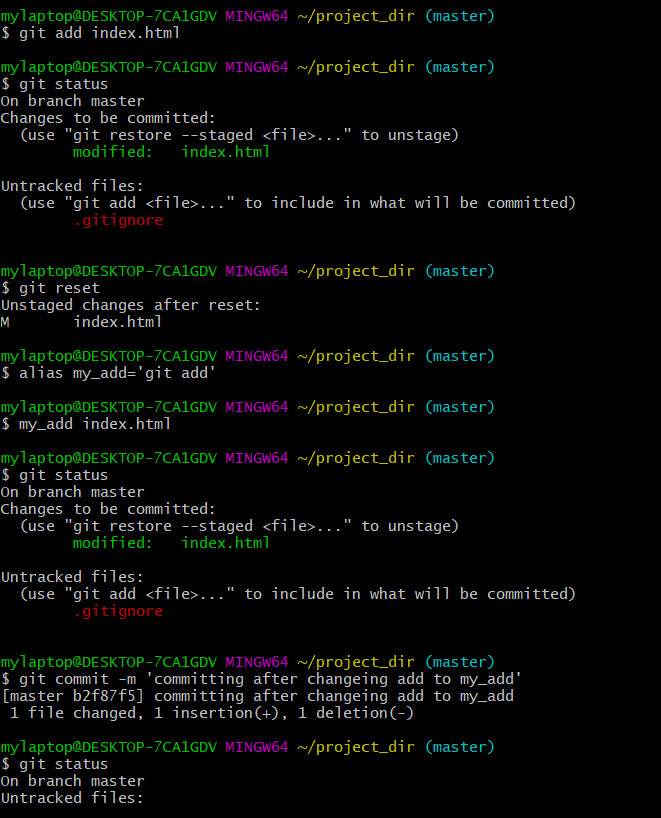 mylaptop@DESKTOP-7CA1GDV MINGW64 ~/project_dir (master)
$ git add index.html
mylaptop@DESKTOP-7CA1GDV MINGW64 ~/project_dir (master)
$ git status
On branch master
Changes to be committed:
  (use "git restore --staged <file>..." to unstage)
        modified:   index.html
Untracked files:
  (use "git add <file>..." to include in what will be committed)
        .gitignore
mylaptop@DESKTOP-7CA1GDV MINGW64 ~/project_dir (master)
$ git reset
Unstaged changes after reset:
M       index.html
mylaptop@DESKTOP-7CA1GDV MINGW64 ~/project_dir (master)
$ alias my_add='git add'
mylaptop@DESKTOP-7CA1GDV MINGW64 ~/project_dir (master)
$ my_add index.html
mylaptop@DESKTOP-7CA1GDV MINGW64 ~/project_dir (master)
$ git status
On branch master
Changes to be committed:
  (use "git restore --staged <file>..." to unstage)
        modified:   index.html
Untracked files:
  (use "git add <file>..." to include in what will be committed)
        .gitignore
mylaptop@DESKTOP-7CA1GDV MINGW64 ~/project_dir (master)
$ git commit -m 'committing after changeing add to my_add'
[master b2f87f5] committing after changeing add to my_add
 1 file changed, 1 insertion(+), 1 deletion(-)
mylaptop@DESKTOP-7CA1GDV MINGW64 ~/project_dir (master)
$ git status
On branch master
Untracked files: